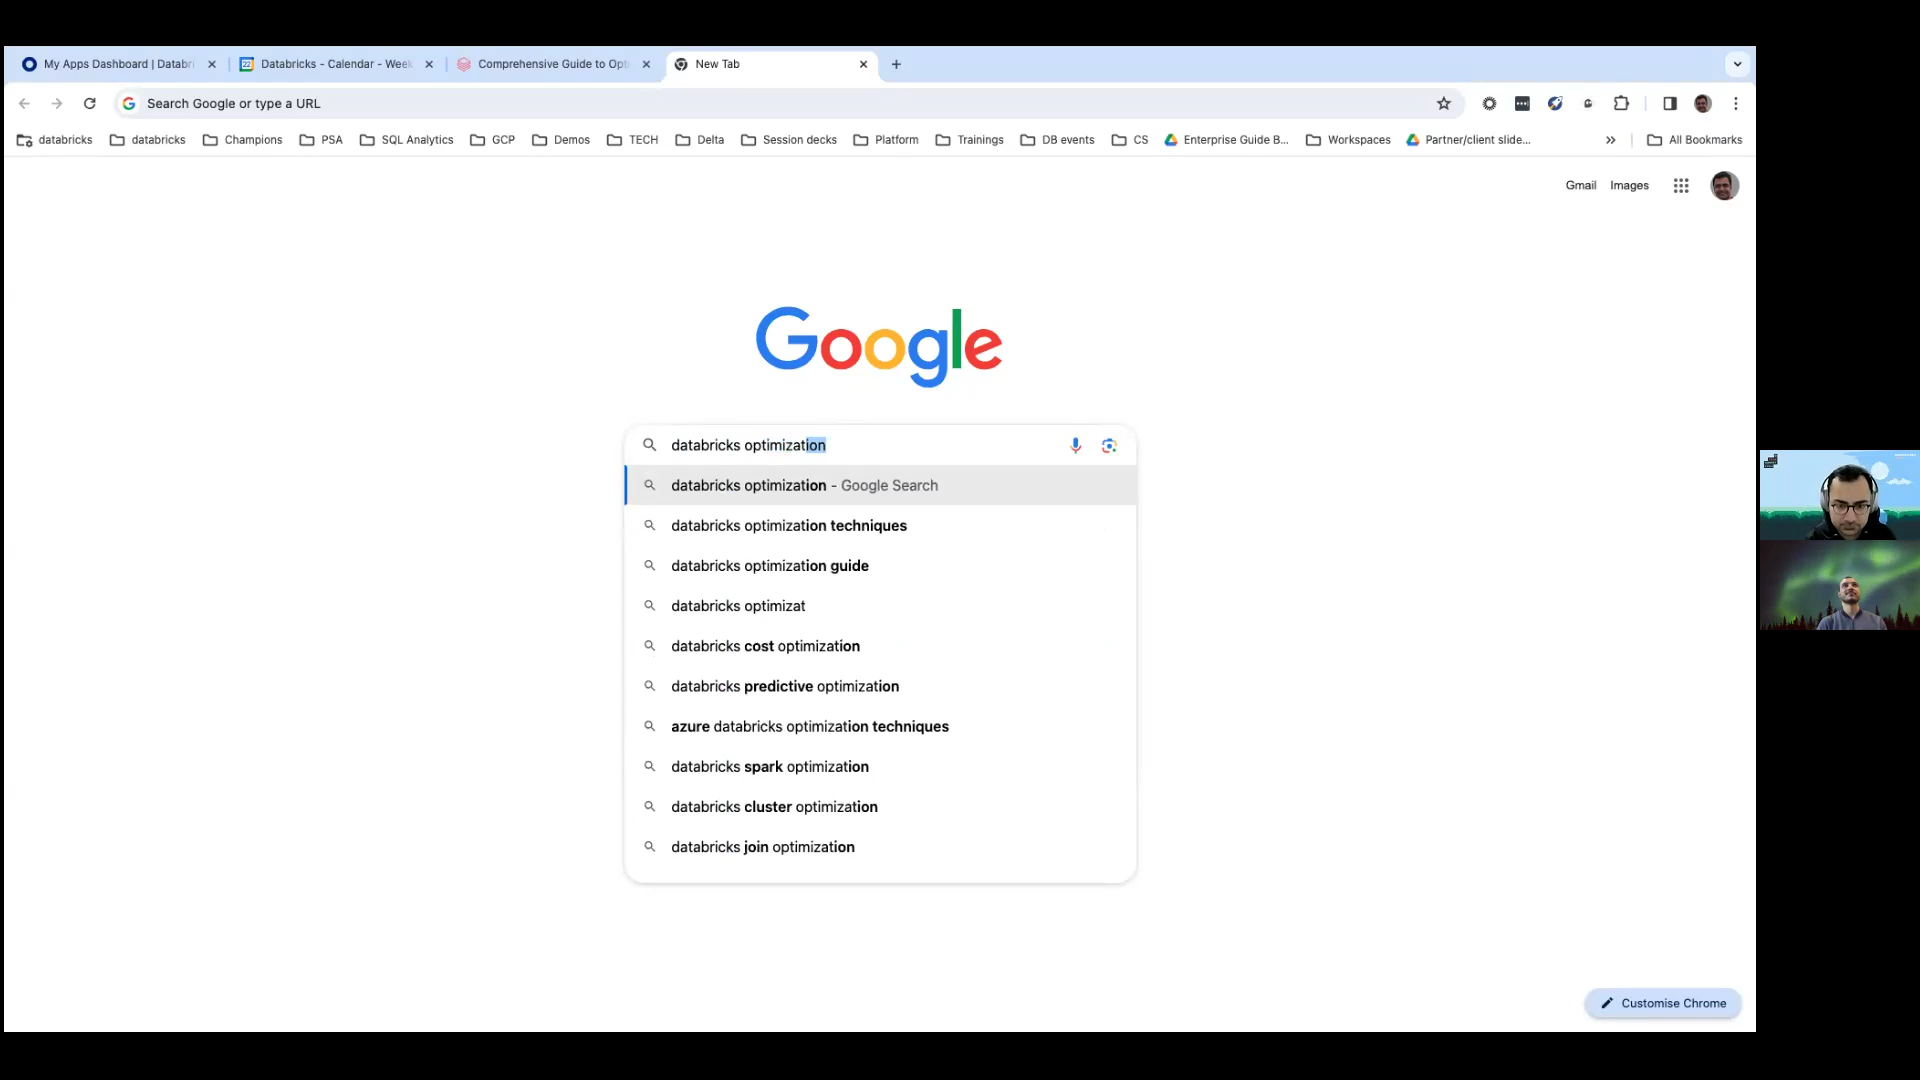 My Apps Dashboard | Databri
Databricks - Calendar - Week
Comprehensive Guide to Opti
New Tab
Search Google or type a URL
databricks
databricks
Champions
PSA
SQL Analytics
GCP
Demos
TECH
Delta
Session decks
Platform
Trainings
DB events
CS
Enterprise Guide B...
Workspaces
Partner/client slide...
All Bookmarks
Gmail
Images
Google
databricks optimization
databricks optimization - Google Search
databricks optimization techniques
databricks optimization guide
databricks optimizat
databricks cost optimization
databricks predictive optimization
azure databricks optimization techniques
databricks spark optimization
databricks cluster optimization
databricks join optimization
Customise Chrome